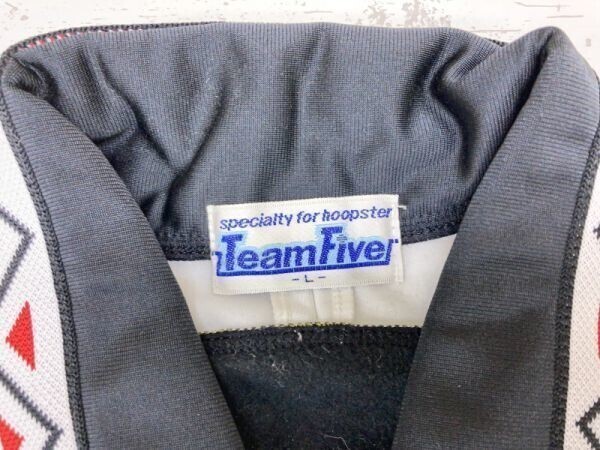 specialty for hoopster
TeamFive
-L-